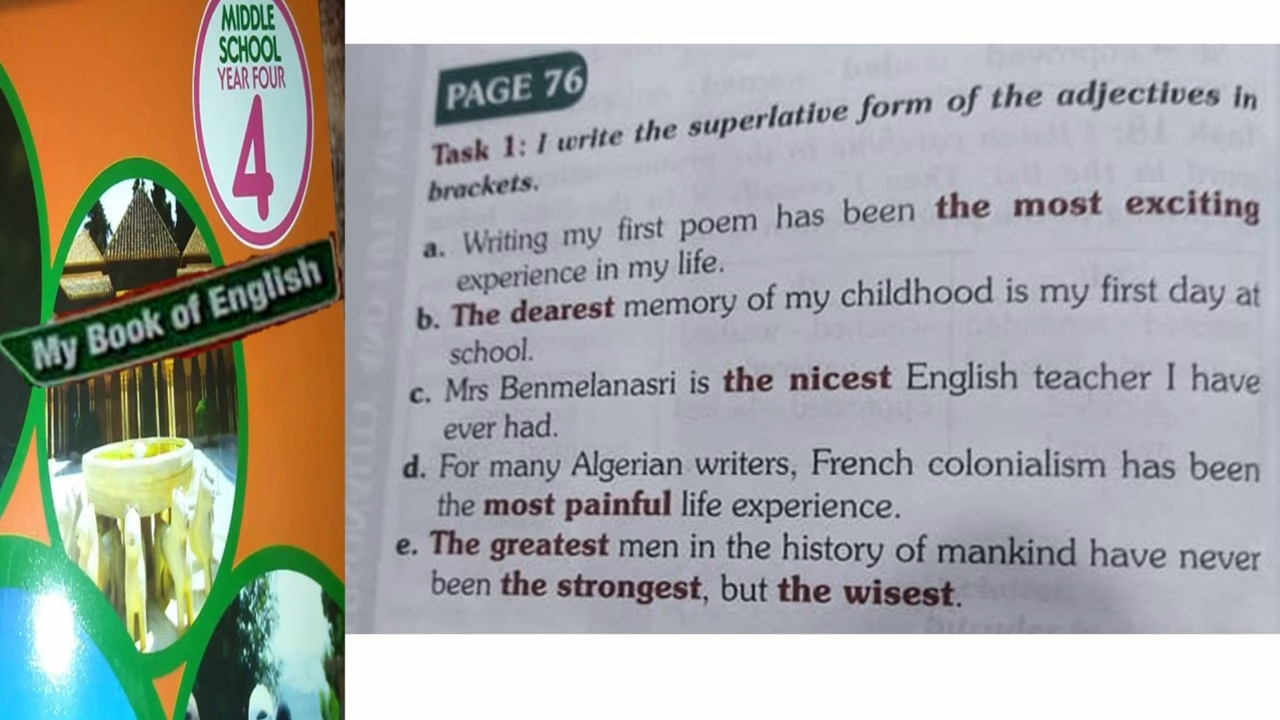 MIDDLE
SCHOOL
YEAR FOUR
4
My Book of English
PAGE 76
Task 1: I write the superlative form of the adjectives in
brackets.
a. Writing my first poem has been the most exciting
experience in my life.
b. The dearest memory of my childhood is my first day at
school.
c. Mrs Benmelanasri is the nicest English teacher I have
ever had.
d. For many Algerian writers, French colonialism has been
the most painful life experience.
e. The greatest men in the history of mankind have never
been the strongest, but the wisest.